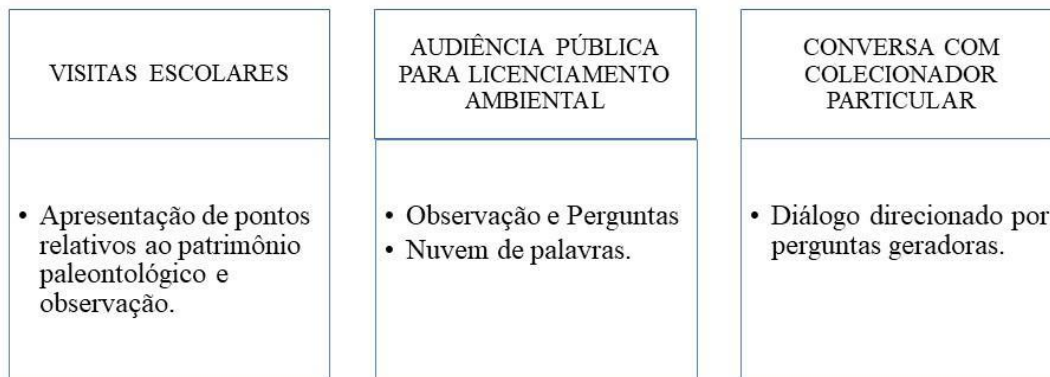 VISITAS ESCOLARES
• Apresentação de pontos
relativos ao patrimônio
paleontológico e
observação.
AUDIÊNCIA PÚBLICA
PARA LICENCIAMENTO
AMBIENTAL
• Observação e Perguntas
• Nuvem de palavras.
CONVERSA COM
COLECIONADOR
PARTICULAR
• Diálogo direcionado por
perguntas geradoras.